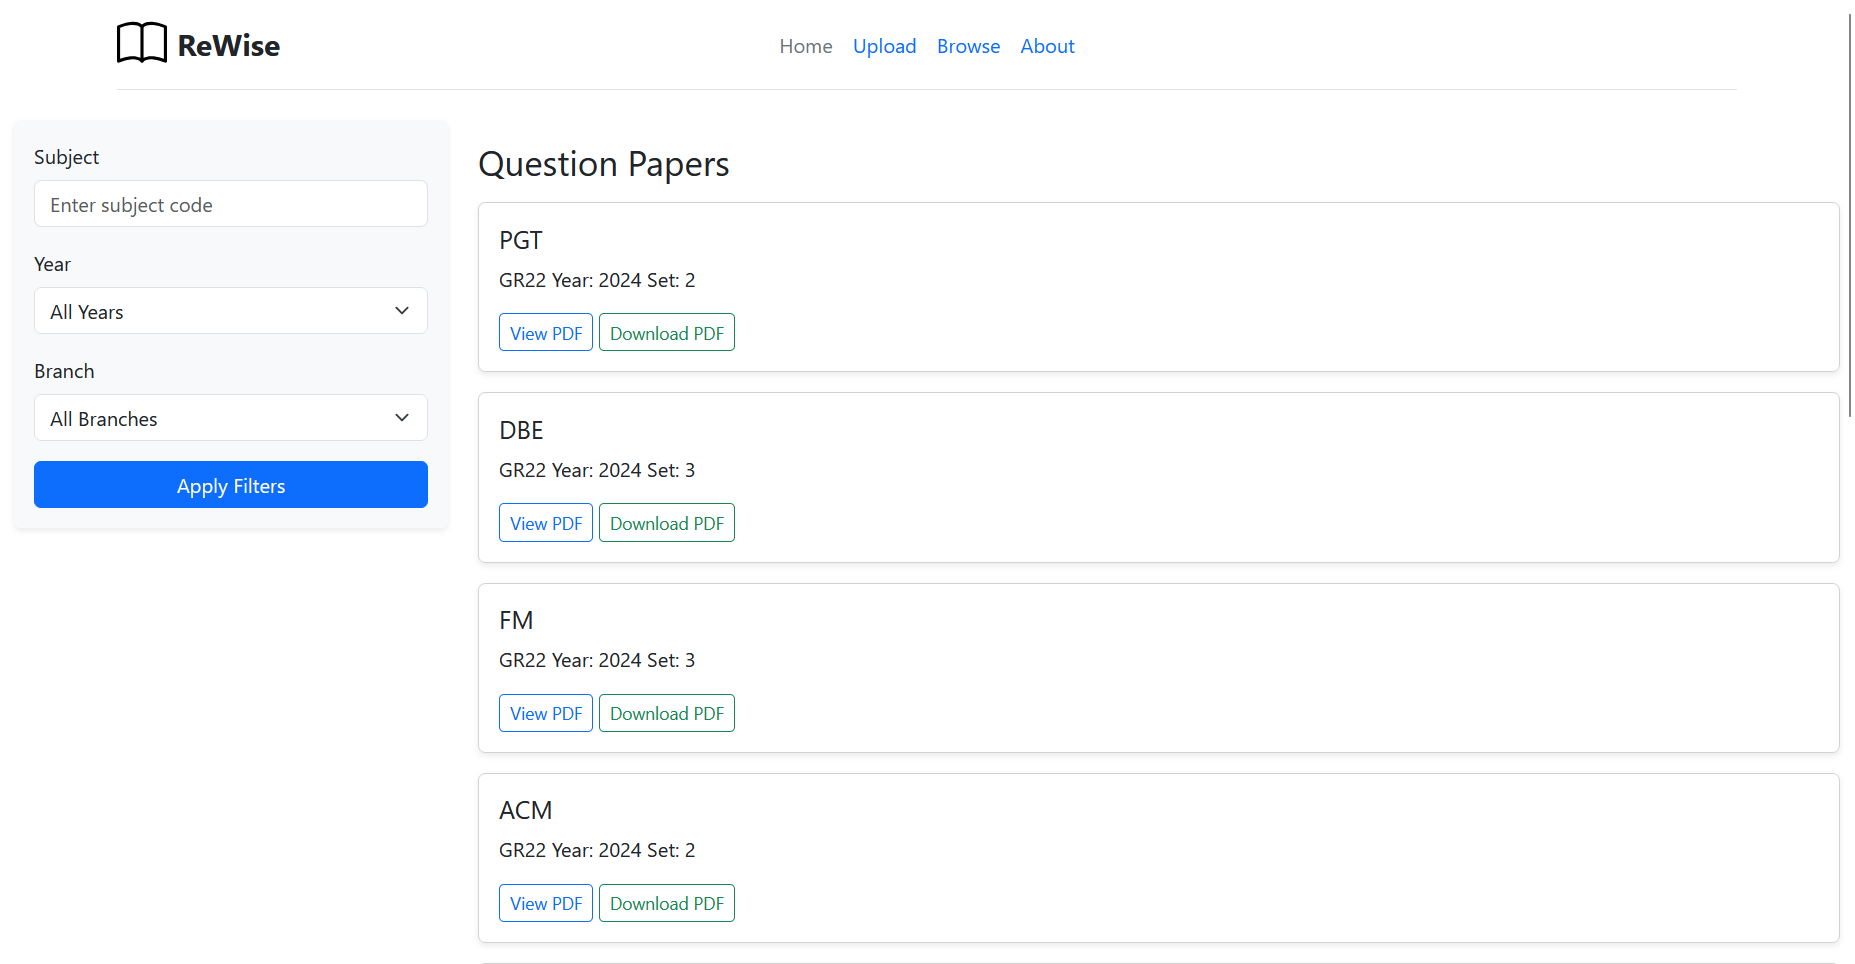 ReWise
Home Upload Browse About
Subject
Enter subject code
Year
All Years
Branch
All Branches
Apply Filters
Question Papers
PGT
GR22 Year: 2024 Set: 2
View PDF Download PDF
DBE
GR22 Year: 2024 Set: 3
View PDF Download PDF
FM
GR22 Year: 2024 Set: 3
View PDF Download PDF
ACM
GR22 Year: 2024 Set: 2
View PDF Download PDF